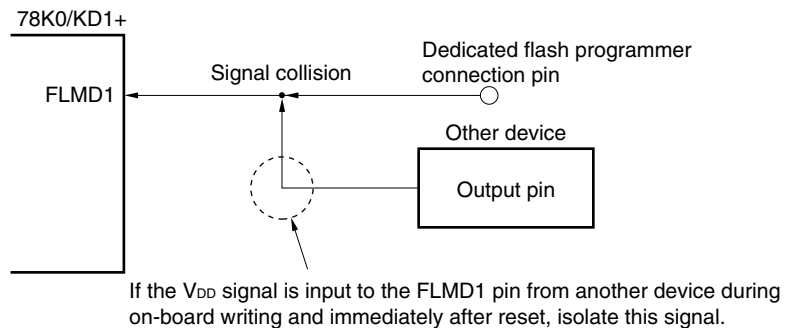 78K0/KD1+
Dedicated flash programmer
connection pin
Signal collision
FLMD1
Other device
Output pin
If the VDD signal is input to the FLMD1 pin from another device during
on-board writing and immediately after reset, isolate this signal.